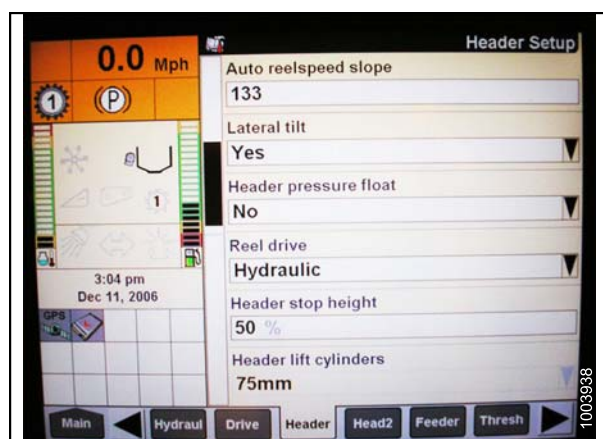 0.0 Mph
Header Setup
1
(P)
Auto reelspeed slope
133
Lateral tilt
Yes
1
Header pressure float
No
Reel drive
Hydraulic
3:04 pm
Dec 11, 2006
GPS
Header stop height
50 %
Header lift cylinders
75mm
Main
Hydraul
Drive
Header
Head2
Feeder
Thresh
1003938